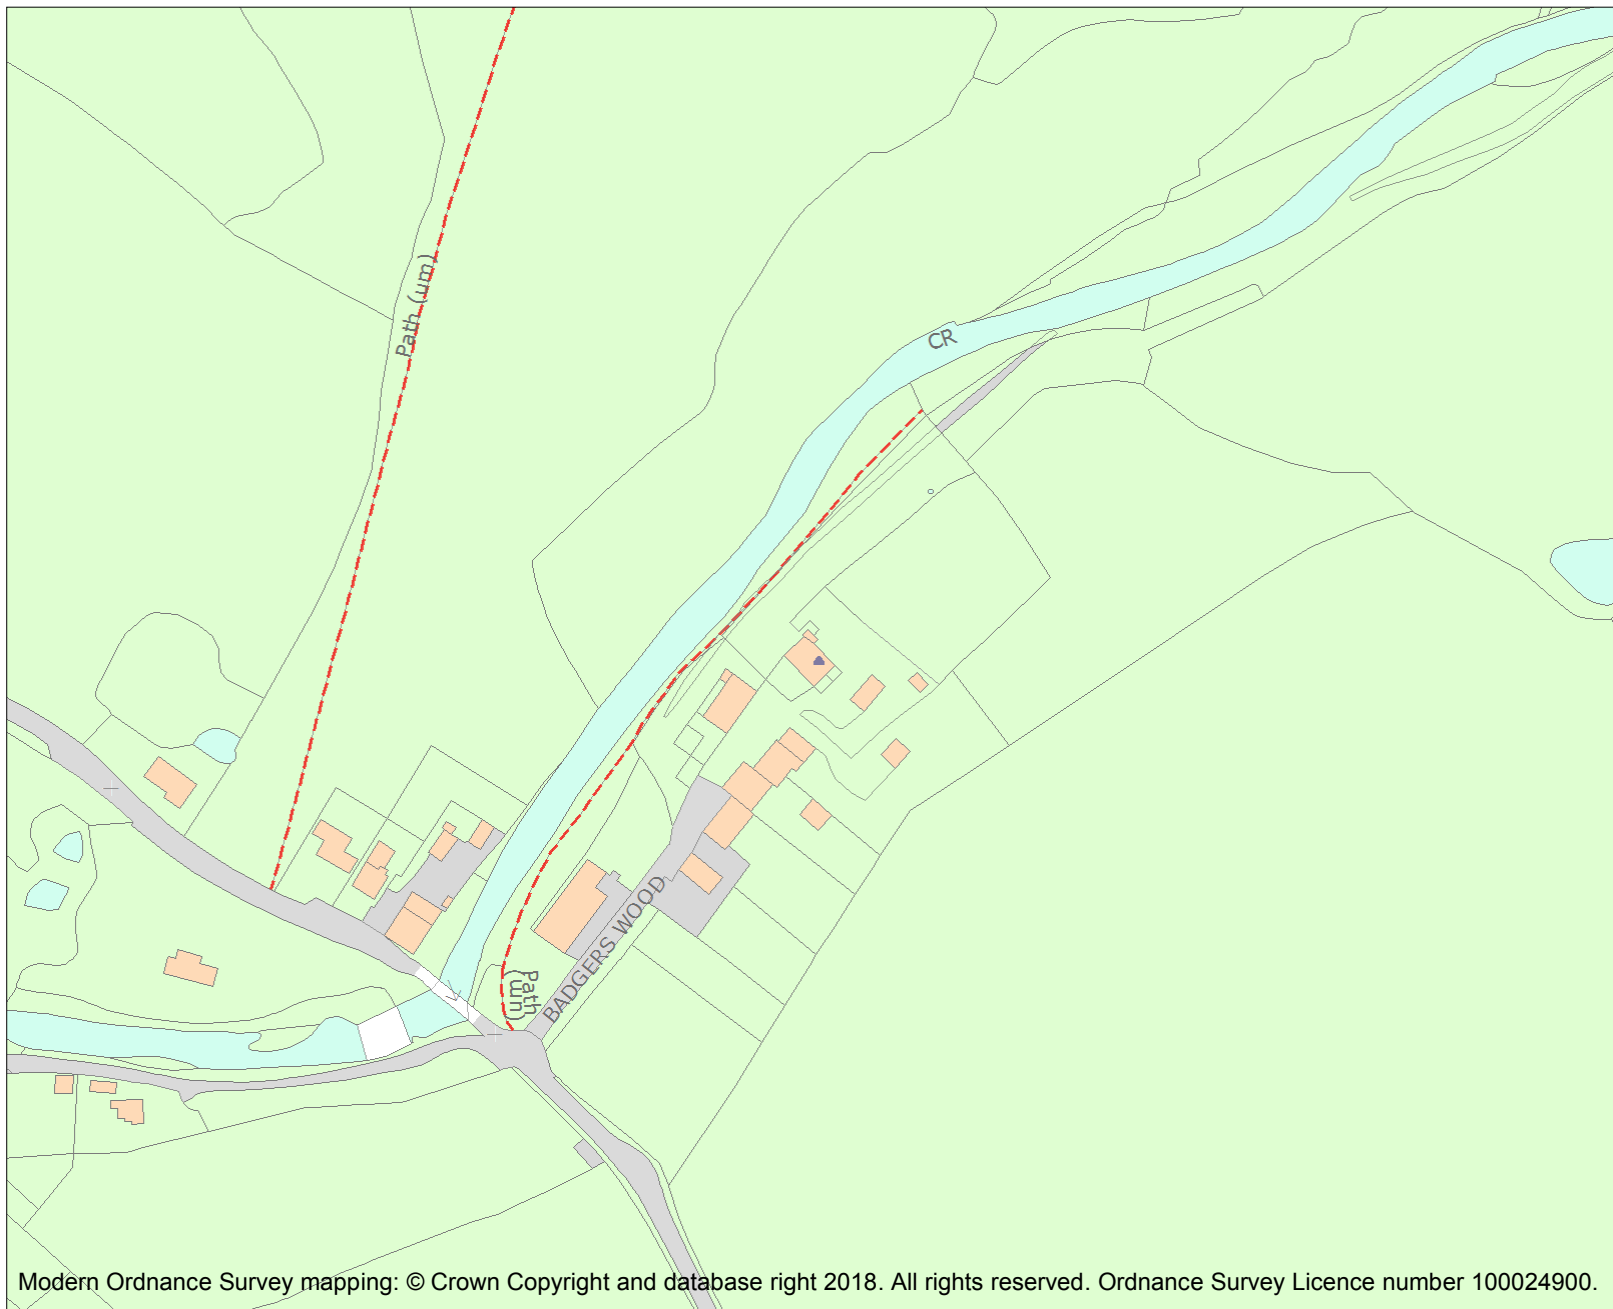 Path (um)
CR
BADGERS WOOD
Path
(um)
Modern Ordnance Survey mapping: © Crown Copyright and database right 2018. All rights reserved. Ordnance Survey Licence number 100024900.